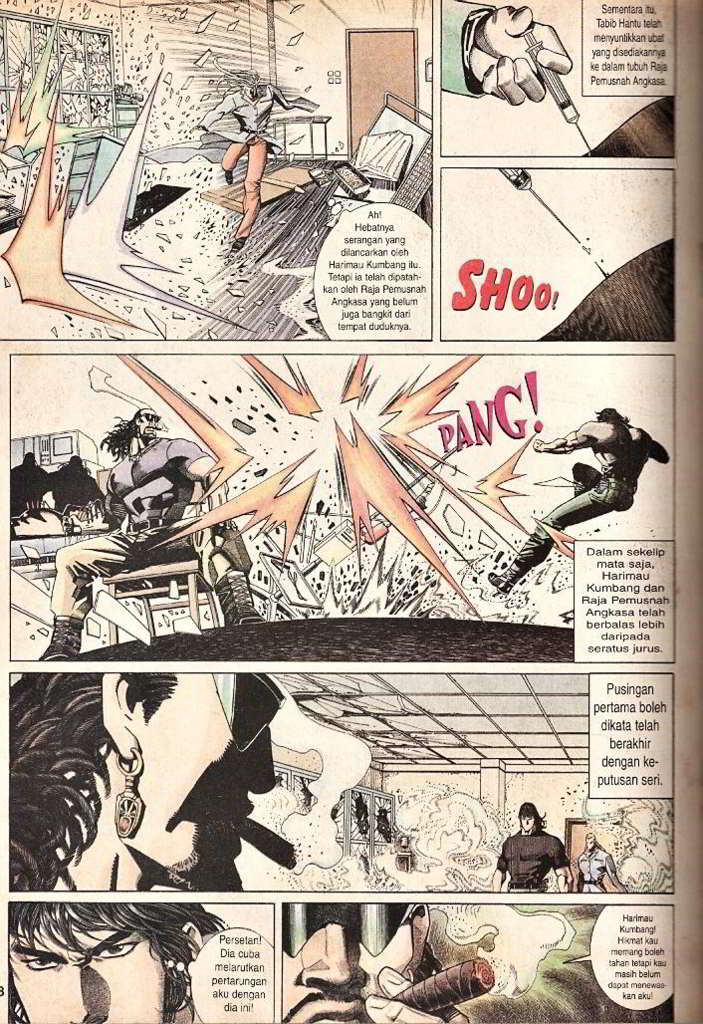 Ah!
Hebatnya
serangan yang
dilancarkan oleh
Harimau Kumbang itu.
Tetapi ia telah dipatah-
kan oleh Raja Pemusnah
Angkasa yang belum
juga bangkit dari
tempat duduknya.
Sementara itu,
Tabib Hantu telah
menyuntikkan ubat
yang disediakannya
ke dalam tubuh Raja
Pemusnah Angkasa.
SHOO!
PANG!
Dalam sekelip
mata saja,
Harimau
Kumbang dan
Raja Pemusnah
Angkasa telah
berbalas lebih
daripada
seratus jurus.
Pusingan
pertama boleh
dikata telah
berakhir
dengan ke-
putusan seri.
Persetan!
Dia cuba
melarutkan
pertarungan
aku dengan
dia ini!
Harimau
Kumbang!
Hikmat kau
memang boleh
tahan tetapi kau
masih belum
dapat menewas-
kan aku!
8